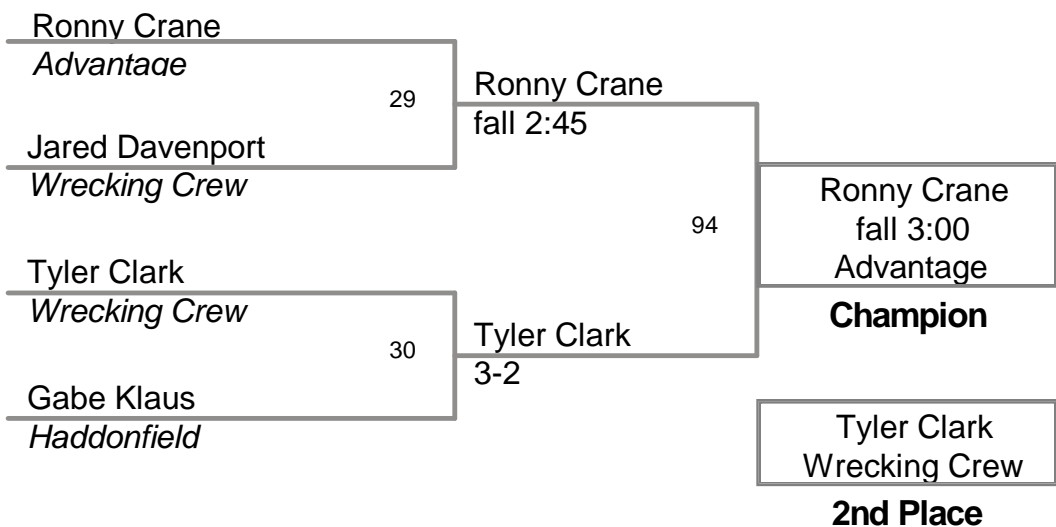 Ronny Crane
Advantage
29
Jared Davenport
Wrecking Crew
Tyler Clark
Wrecking Crew
30
Gabe Klaus
Haddonfield
Ronny Crane
fall 2:45
94
Tyler Clark
3-2
Ronny Crane
fall 3:00
Advantage
Champion
Tyler Clark
Wrecking Crew
2nd Place